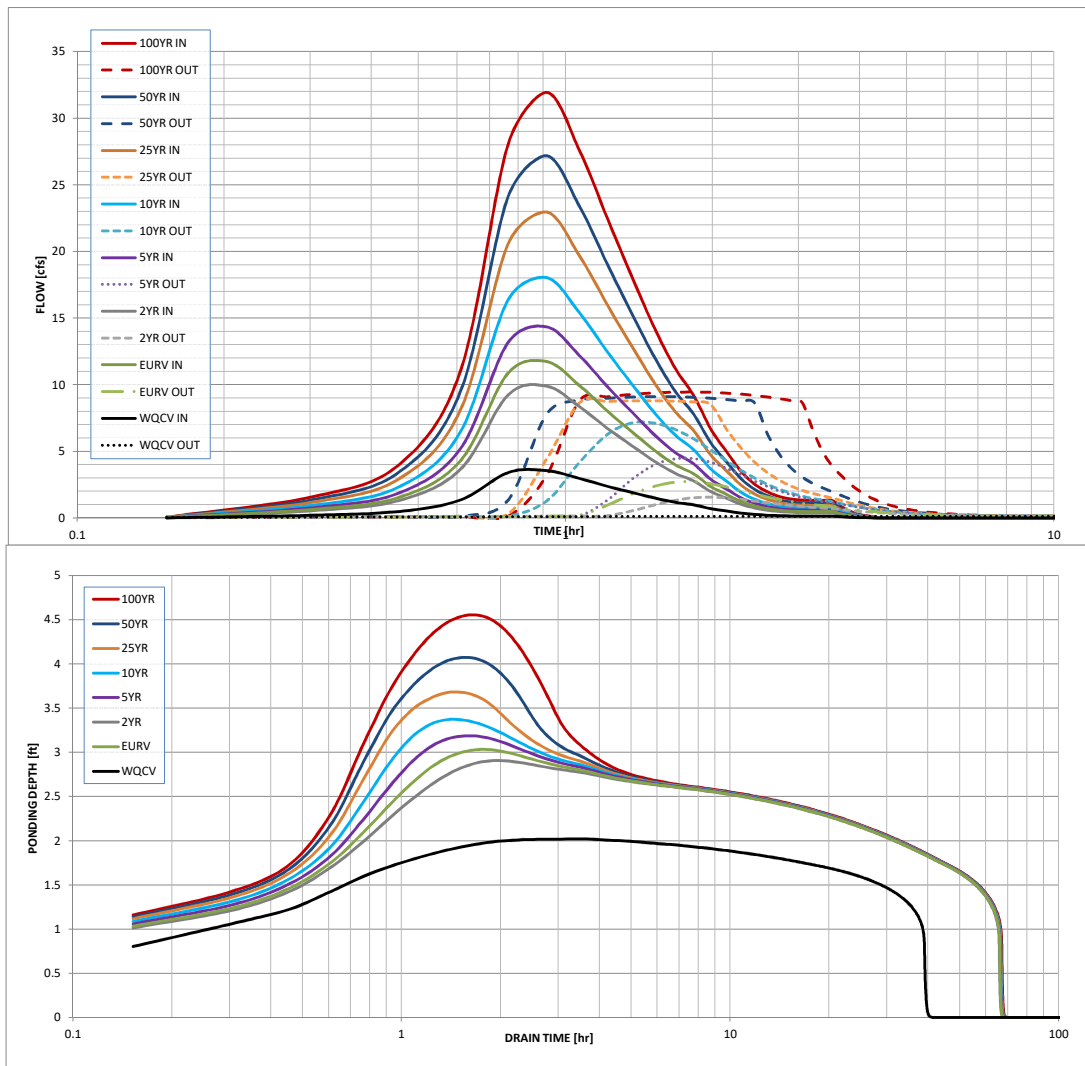 100YR IN
100YR OUT
50YR IN
50YR OUT
25YR IN
25YR OUT
10YR IN
10YR OUT
5YR IN
5YR OUT
2YR IN
2YR OUT
EURV IN
EURV OUT
WQCV IN
WQCV OUT
FLOW [cfs]
35
30
25
20
15
10
5
0
0.1
1
10
TIME [hr]
100YR
50YR
25YR
10YR
5YR
2YR
EURV
WQCV
PONDING DEPTH [ft]
5
4.5
4
3.5
3
2.5
2
1.5
1
0.5
0
0.1
1
10
100
DRAIN TIME [hr]